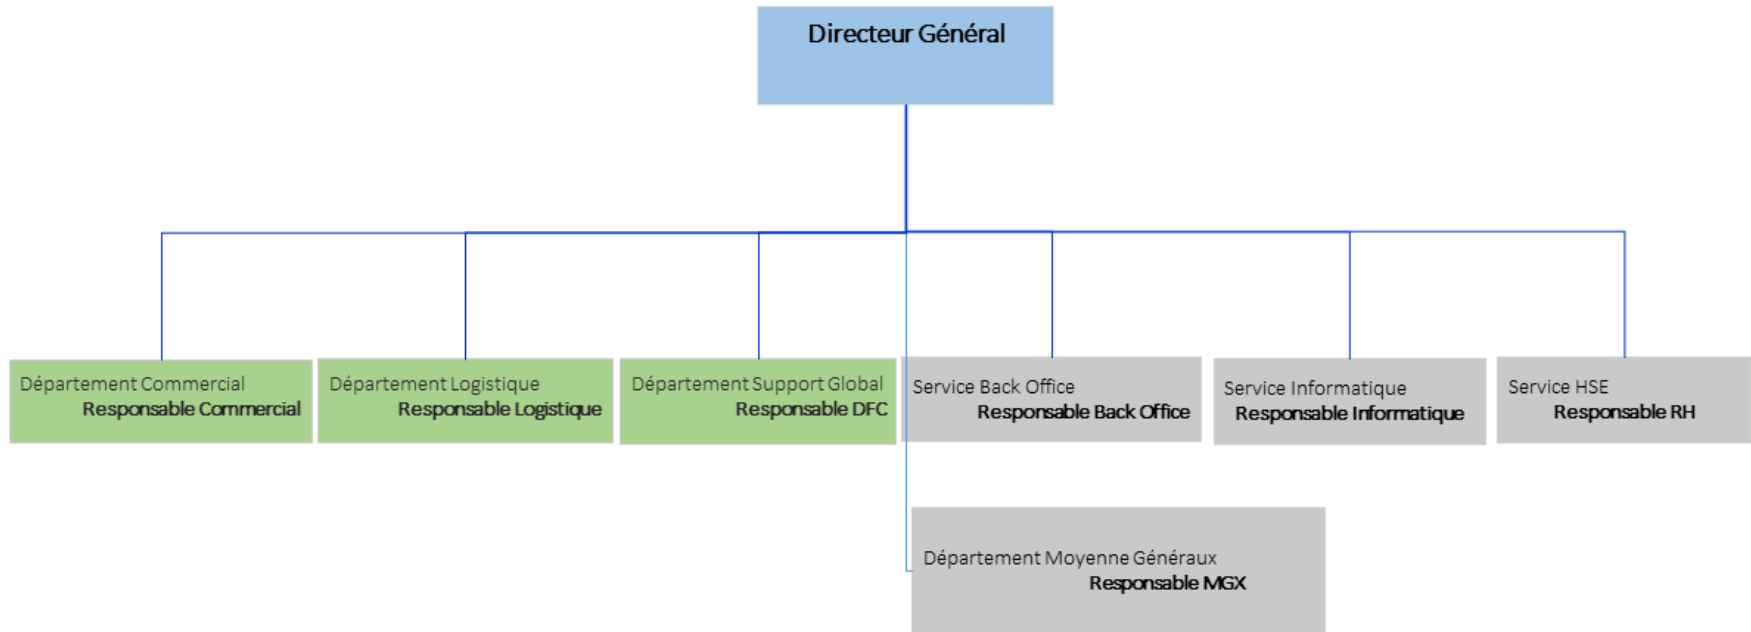 Directeur Général
Département Commercial
Responsable Commercial
Département Logistique
Responsable Logistique
Département Support Global
Responsable DFC
Service Back Office
Responsable Back Office
Service Informatique
Responsable Informatique
Service HSE
Responsable RH
Département Moyenne Généraux
Responsable MGX